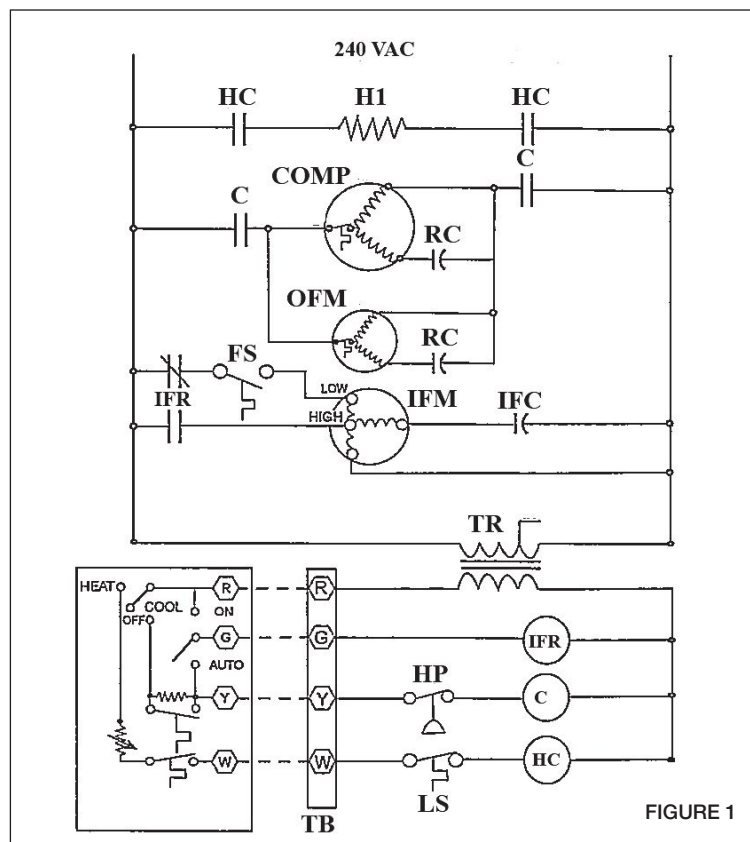 240 VAC
HC H1 HC
C
COMP
C
RC
OFM
RC
FS
LOW
IFR HIGH IFM IFC
TR
HEAT R R
COOL ON
OFF
G G IFR
AUTO HP
Y Y C
W W HC
LS
TB
FIGURE 1